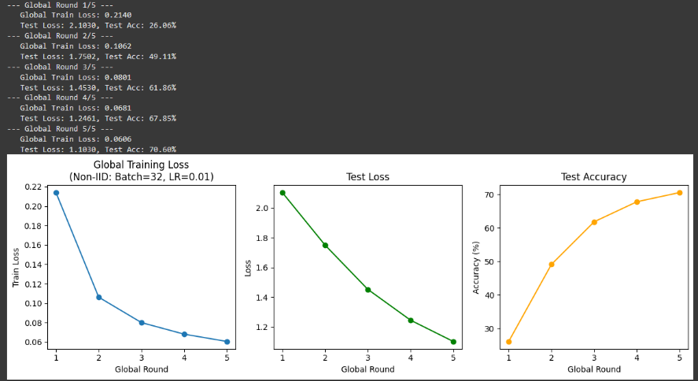 --- Global Round 1/5 ---
Global Train Loss: 0.2140
Test Loss: 2.1030, Test Acc: 26.06%
--- Global Round 2/5 ---
Global Train Loss: 0.1062
Test Loss: 1.7502, Test Acc: 49.11%
--- Global Round 3/5 ---
Global Train Loss: 0.0801
Test Loss: 1.4530, Test Acc: 61.86%
--- Global Round 4/5 ---
Global Train Loss: 0.0681
Test Loss: 1.2461, Test Acc: 67.85%
--- Global Round 5/5 ---
Global Train Loss: 0.0606
Test Loss: 1.1030, Test Acc: 70.60%
Global Training Loss
(Non-IID: Batch=32, LR=0.01)
Train Loss
0.22
0.20
0.18
0.16
0.14
0.12
0.10
0.08
0.06
1 2 3 4 5
Global Round
Test Loss
Loss
2.0
1.8
1.6
1.4
1.2
1 2 3 4 5
Global Round
Test Accuracy
Accuracy (%)
70
60
50
40
30
1 2 3 4 5
Global Round